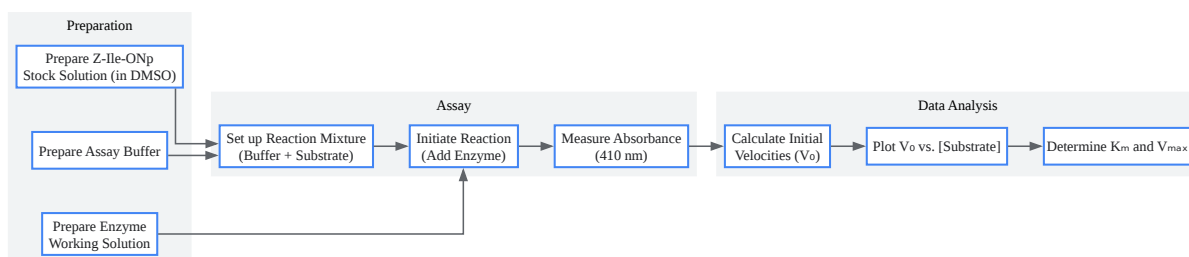 Preparation
Prepare Z-Ile-ONp
Stock Solution (in DMSO)
Prepare Assay Buffer
Prepare Enzyme
Working Solution
Assay
Set up Reaction Mixture
(Buffer + Substrate)
Initiate Reaction
(Add Enzyme)
Measure Absorbance
(410 nm)
Data Analysis
Calculate Initial
Velocities (V₀)
Plot V₀ vs. [Substrate]
Determine Kₘ and Vₘₐₓ